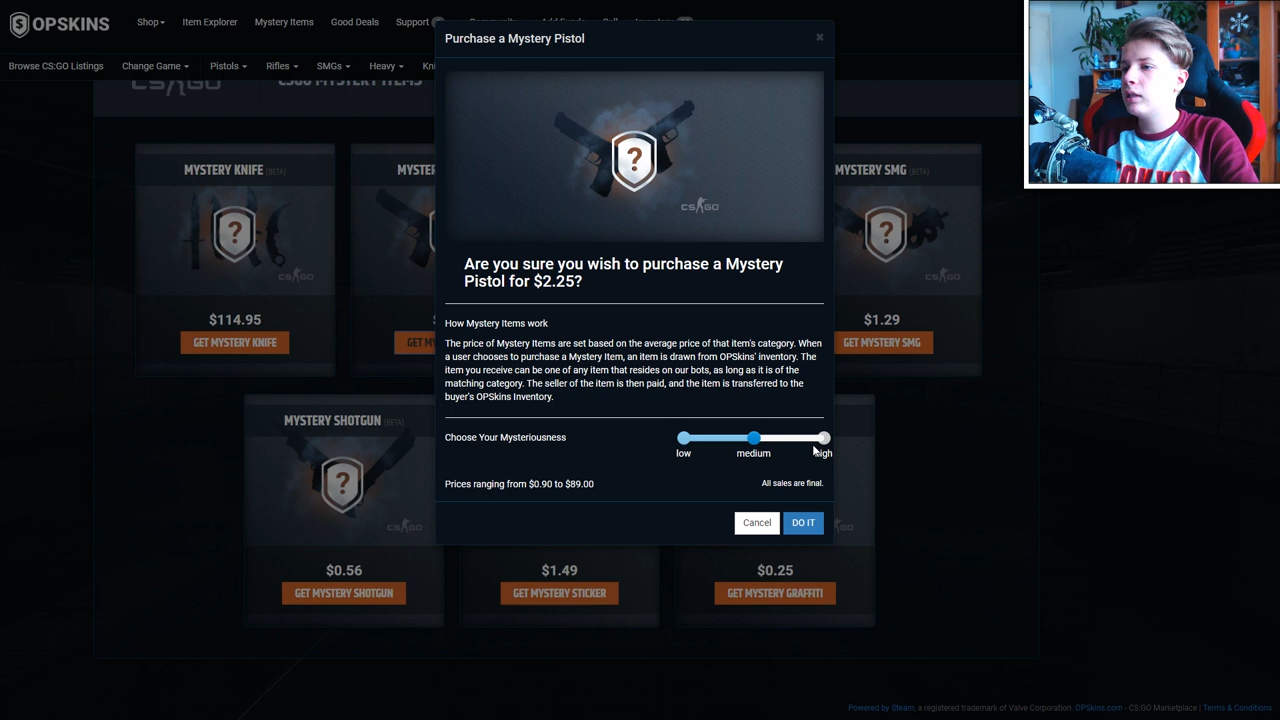 OPSKINS
Shop
Item Explorer
Mystery Items
Good Deals
Support
Browse CS:GO Listings
Change Game
Pistols
Rifles
SMGs
Heavy
Purchase a Mystery Pistol
×
?
CS GO
Are you sure you wish to purchase a Mystery
Pistol for $2.25?
How Mystery Items work
The price of Mystery Items are set based on the average price of that item's category. When
a user chooses to purchase a Mystery Item, an item is drawn from OPSkins' inventory. The
item you receive can be one of any item that resides on our bots, as long as it is of the
matching category. The seller of the item is then paid, and the item is transferred to the
buyer's OPSkins Inventory.
Choose Your Mysteriousness
low
medium
high
Prices ranging from $0.90 to $89.00
All sales are final.
Cancel
DO IT
MYSTERY KNIFE (BETA)
?
CS GO
$114.95
GET MYSTERY KNIFE
MYSTERY SMG (BETA)
?
CS GO
$1.29
GET MYSTERY SMG
MYSTERY SHOTGUN (BETA)
?
CS GO
$0.56
GET MYSTERY SHOTGUN
$1.49
GET MYSTERY STICKER
$0.25
GET MYSTERY GRAFFITI
Powered by Steam, a registered trademark of Valve Corporation. OPSkins.com - CS:GO Marketplace | Terms & Conditions